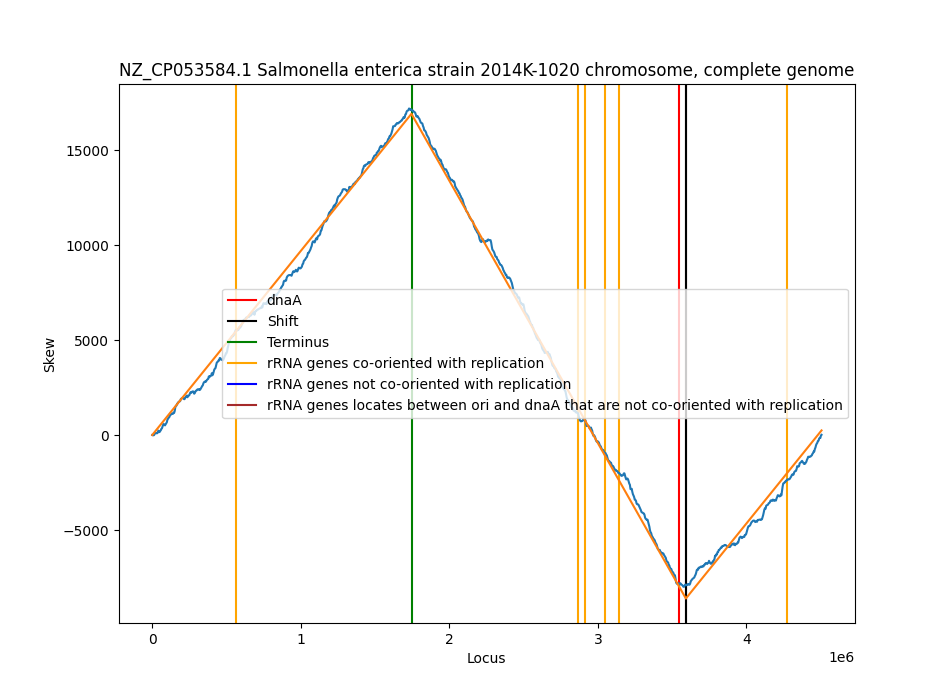 NZ_CP053584.1 Salmonella enterica strain 2014K-1020 chromosome, complete genome
15000
10000
5000
0
−5000
Skew
dnaA
Shift
Terminus
rRNA genes co-oriented with replication
rRNA genes not co-oriented with replication
rRNA genes locates between ori and dnaA that are not co-oriented with replication
0 1 2 3 4
1e6
Locus